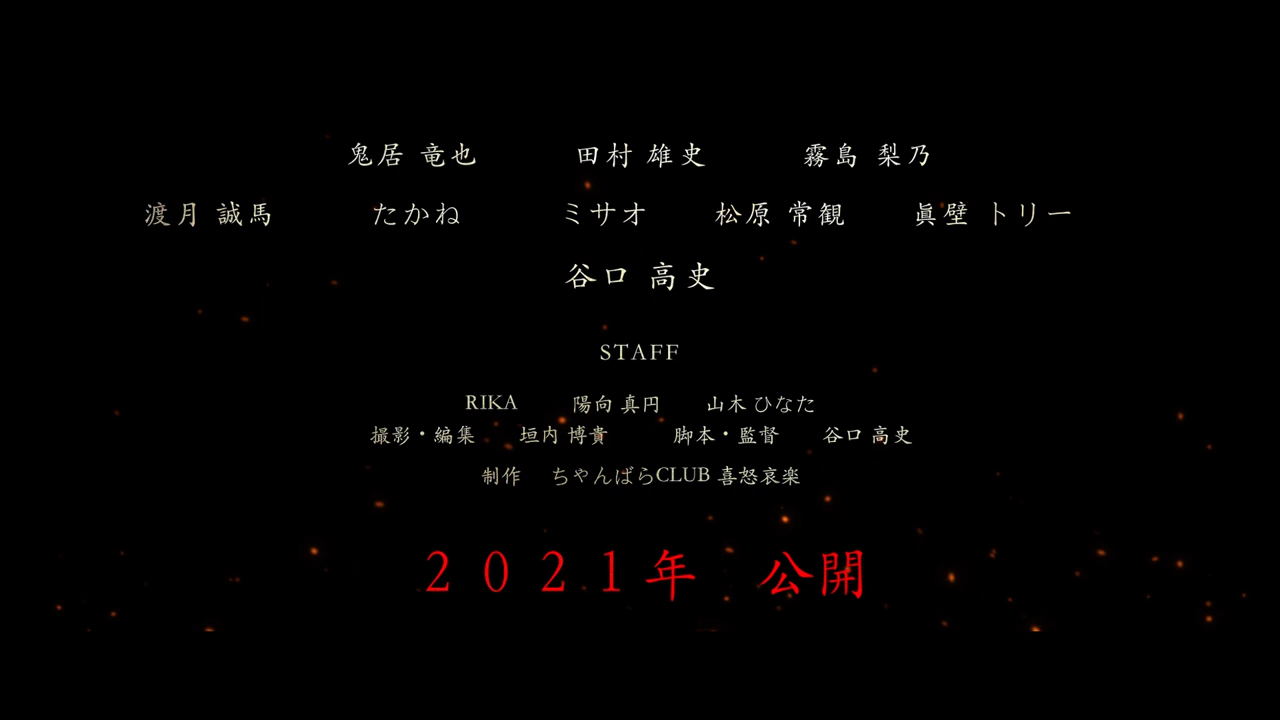 鬼居 竜也 田村 雄史 霧島 梨乃
渡月 誠馬 たかね ミサオ 松原 常観 眞壁 トリー
谷口 高史
STAFF
RIKA 陽向 真円 山木 ひなた
撮影・編集 垣内 博貴 脚本・監督 谷口 高史
制作 ちゃんばらCLUB 喜怒哀楽
２０２１年 公開